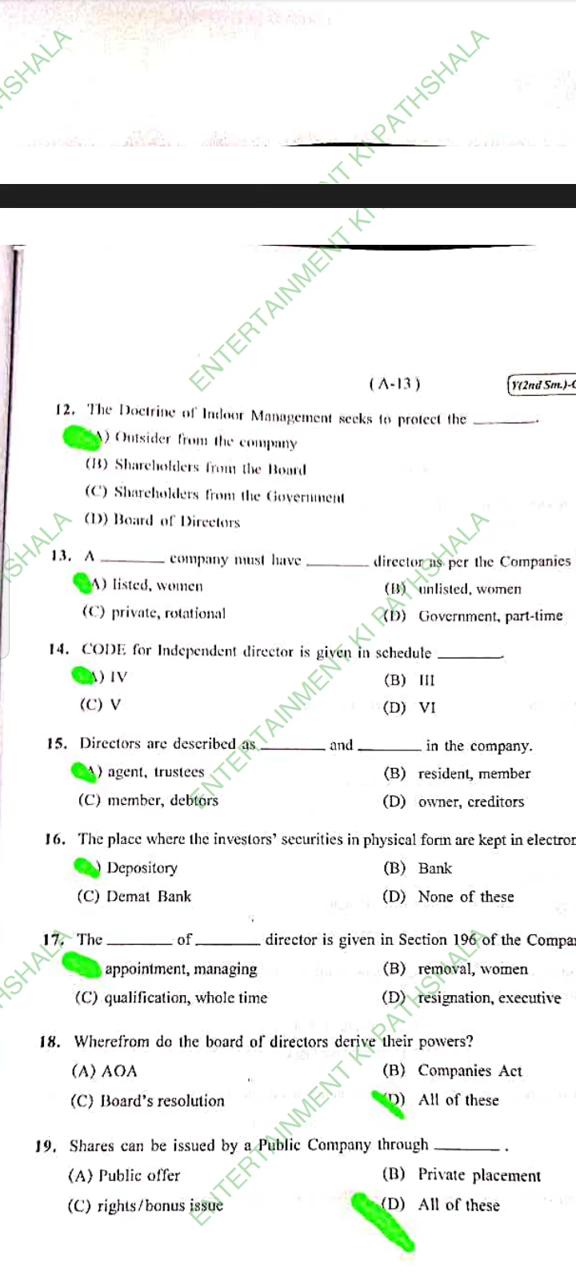 HSHALA
ENTERTAINMENT KI PATHSHALA
(A-13)
Y(2nd Sm.)-C
12. The Doctrine of Indoor Management seeks to protect the ________.
A) Outsider from the company
(B) Shareholders from the Board
(C) Shareholders from the Government
(D) Board of Directors
13. A ________ company must have ________ director as per the Companies
A) listed, women (B) unlisted, women
(C) private, rotational (D) Government, part-time
14. CODE for Independent director is given in schedule ________.
A) IV (B) III
(C) V (D) VI
15. Directors are described as ________ and ________ in the company.
A) agent, trustees (B) resident, member
(C) member, debtors (D) owner, creditors
16. The place where the investors' securities in physical form are kept in electron
) Depository (B) Bank
(C) Demat Bank (D) None of these
17. The ________ of ________ director is given in Section 196 of the Compa
appointment, managing (B) removal, women
(C) qualification, whole time (D) resignation, executive
18. Wherefrom do the board of directors derive their powers?
(A) AOA (B) Companies Act
(C) Board's resolution D) All of these
19. Shares can be issued by a Public Company through ________ .
(A) Public offer (B) Private placement
(C) rights/bonus issue (D) All of these
HSHALA
ENTERTAINMENT KI PATHSHALA
HSHALA
ENTERTAINMENT KI PATHSHALA